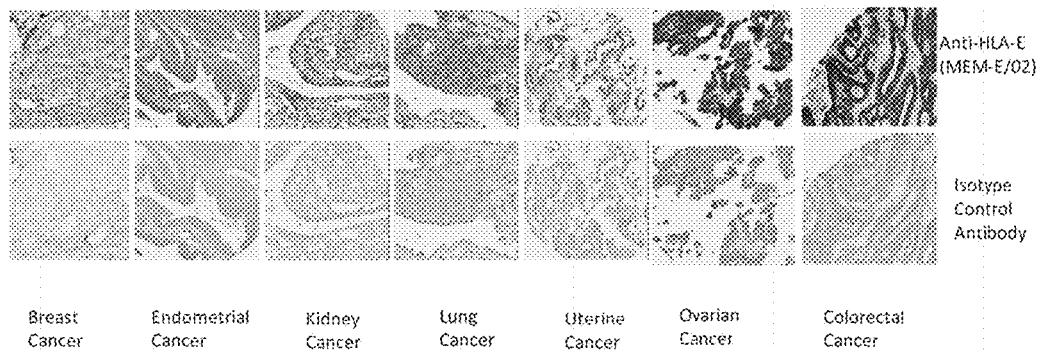 Anti-HLA-E
(MEM-E/02)
Isotype
Control
Antibody
Breast
Cancer
Endometrial
Cancer
Kidney
Cancer
Lung
Cancer
Uterine
Cancer
Ovarian
Cancer
Colorectal
Cancer